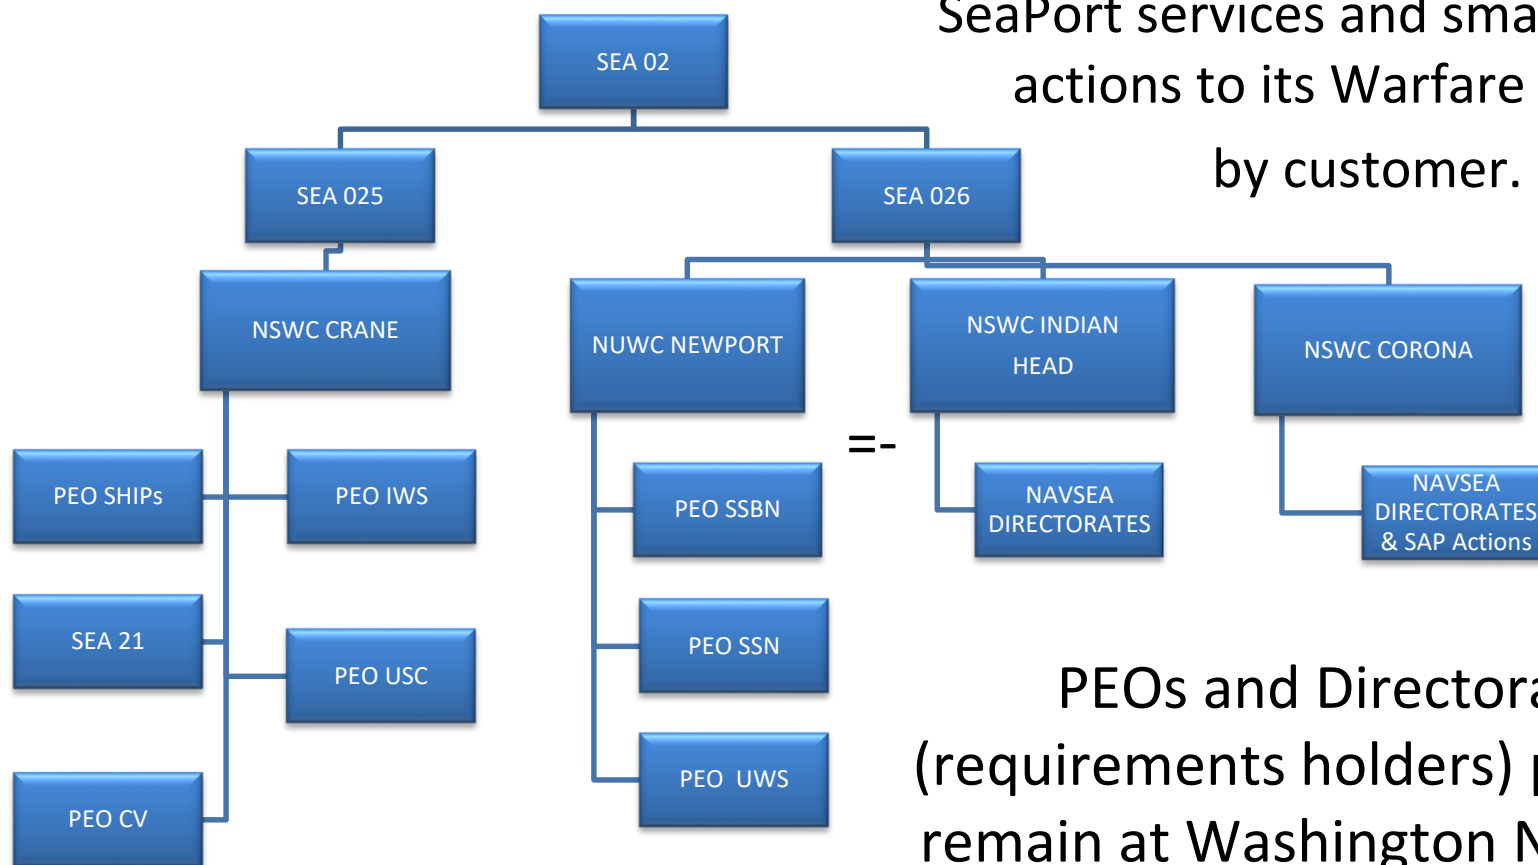 SeaPort services and sma
actions to its Warfare
by customer.
SEA 02
SEA 025
SEA 026
NSWC CRANE
NUWC NEWPORT
NSWC INDIAN
HEAD
NSWC CORONA
=-
PEO SHIPs
PEO IWS
PEO SSBN
NAVSEA
DIRECTORATES
NAVSEA
DIRECTORATES
& SAP Actions
SEA 21
PEO USC
PEO SSN
PEO CV
PEO UWS
PEOs and Directora
(requirements holders)
remain at Washington